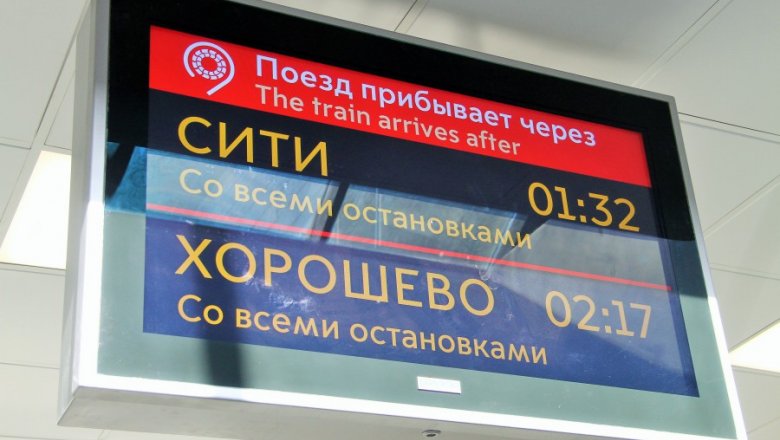 Поезд прибывает через
The train arrives after
СИТИ
01:32
Со всеми остановками
ХОРОШЕВО
02:17
Со всеми остановками